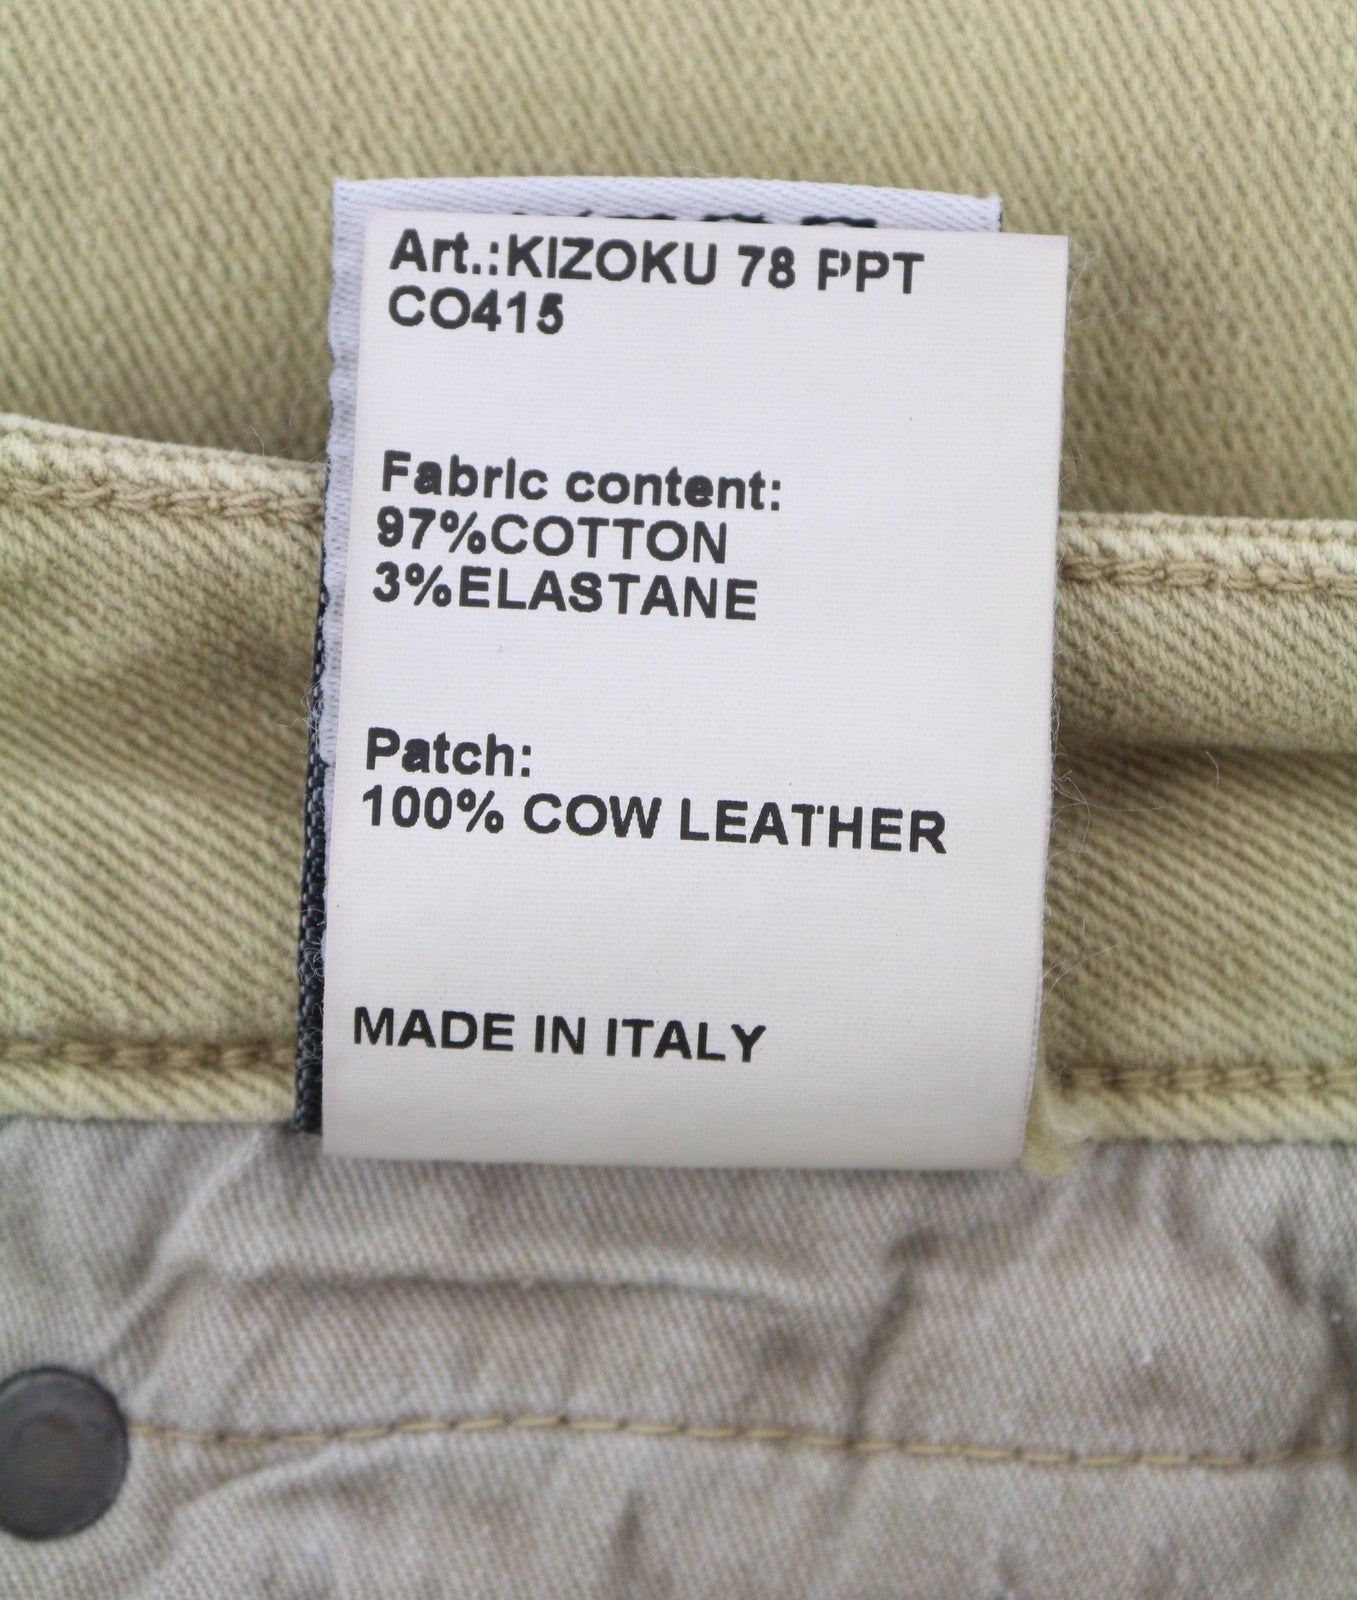 Art.:KIZOKU 78 PPT
CO415
Fabric content:
97%COTTON
3%ELASTANE
Patch:
100% COW LEATHER
MADE IN ITALY